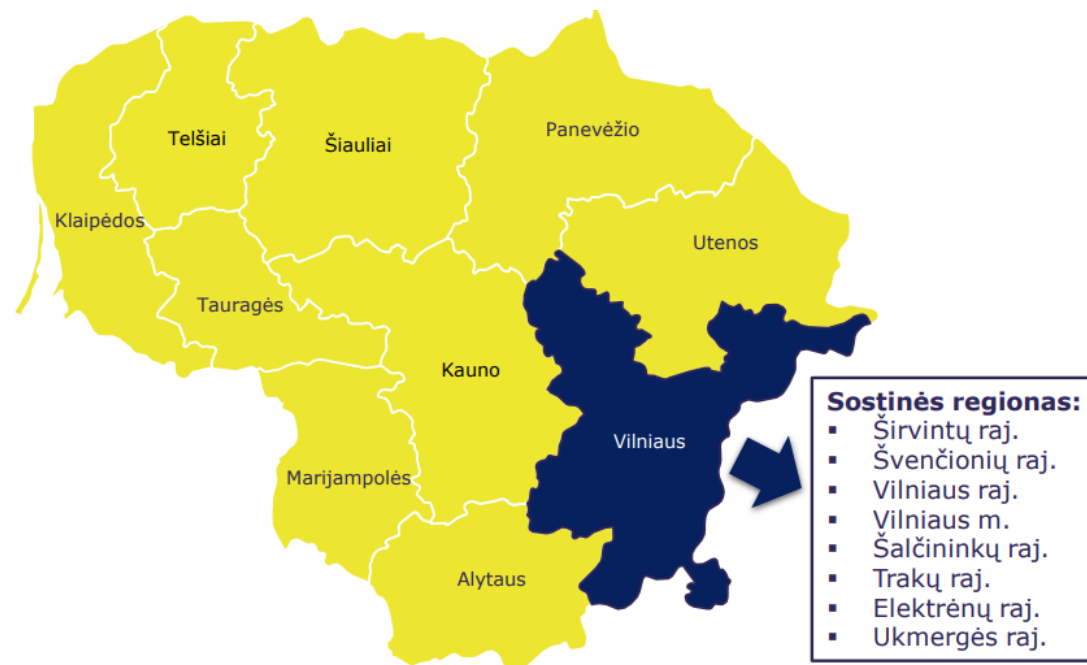 Telšiai
Šiauliai
Panevėžio
Klaipėdos
Utenos
Tauragės
Kauno
Vilniaus
Marijampolės
Alytaus
Sostinės regionas:
▪ Širvintų raj.
▪ Švenčionių raj.
▪ Vilniaus raj.
▪ Vilniaus m.
▪ Šalčininkų raj.
▪ Trakų raj.
▪ Elektrėnų raj.
▪ Ukmergės raj.